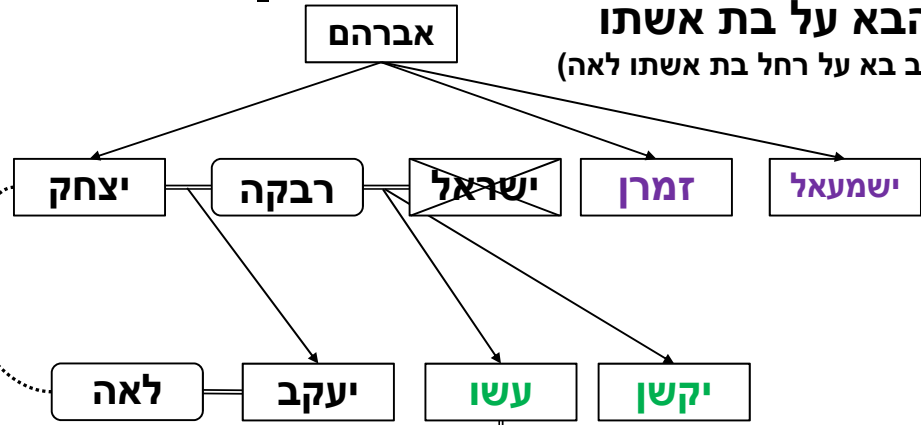 הבא על בת אשתו
ב בא על רחל בת אשתו לאה)
אברהם
ישמעאל
זמרן
ישראל
רבקה
יצחק
יקשן
עשו
יעקב
לאה